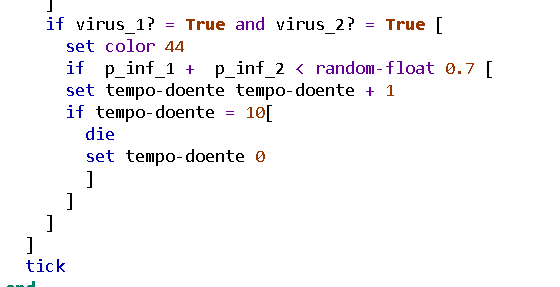 ]
if virus_1? = True and virus_2? = True [
set color 44
if p_inf_1 + p_inf_2 < random-float 0.7 [
set tempo-doente tempo-doente + 1
if tempo-doente = 10[
die
set tempo-doente 0
]
]
]
]
tick
end